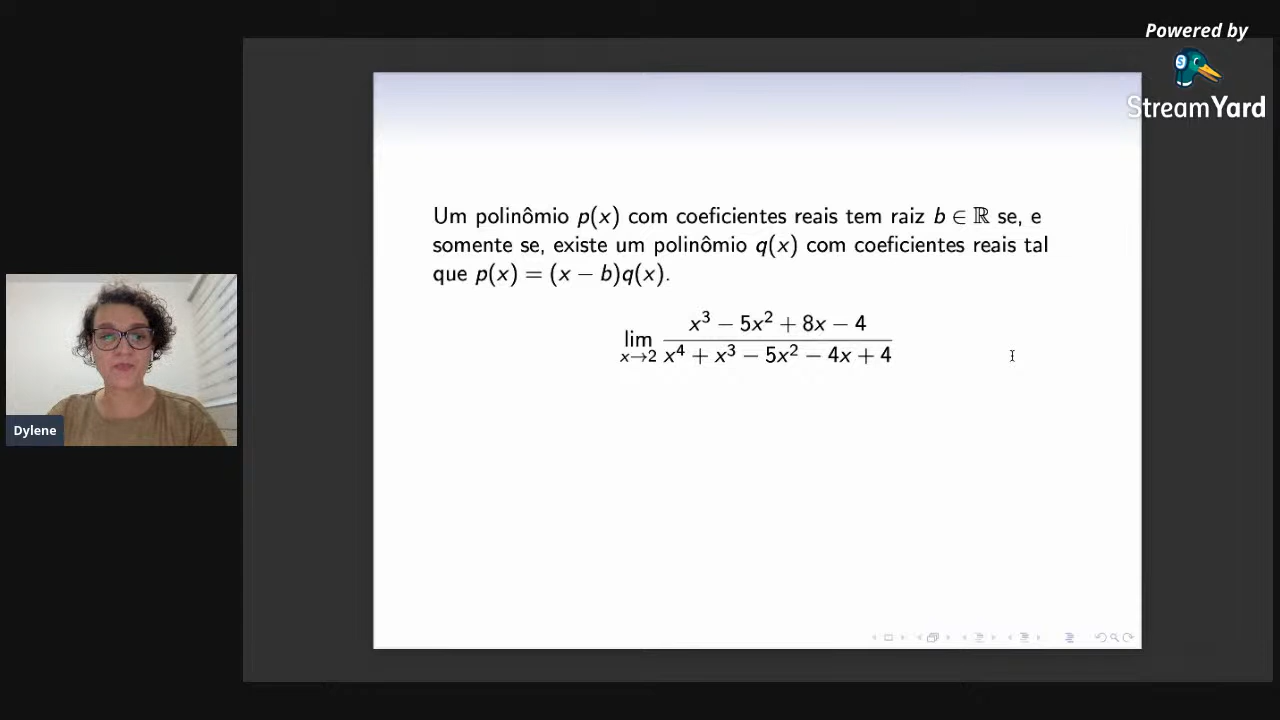 Powered by
StreamYard
Um polinômio p(x) com coeficientes reais tem raiz b ∈ ℝ se, e
somente se, existe um polinômio q(x) com coeficientes reais tal
que p(x) = (x − b)q(x).
lim x→2 (x³ − 5x² + 8x − 4)/(x⁴ + x³ − 5x² − 4x + 4)
Dylene